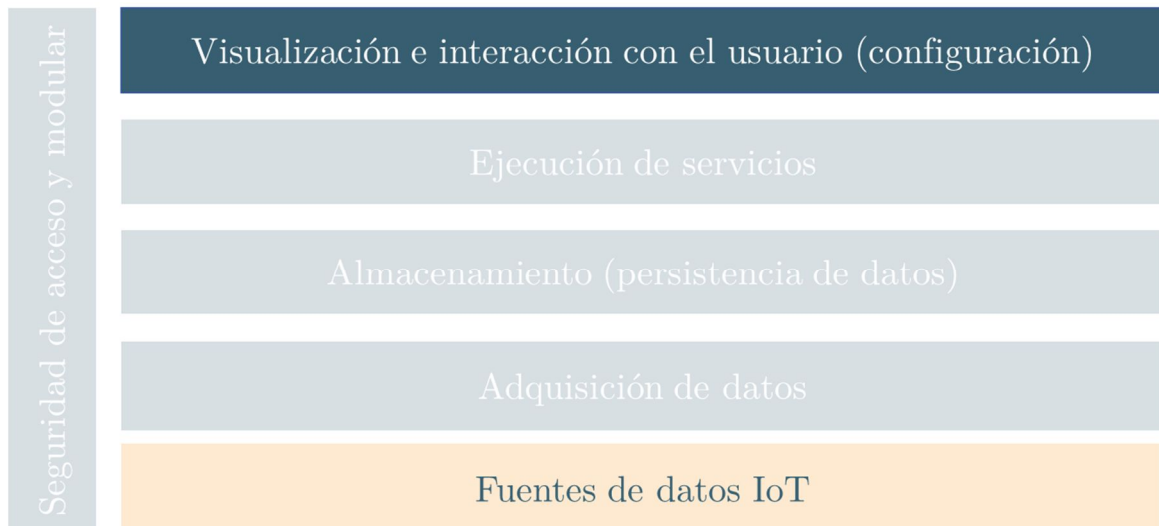 Seguridad de acceso y modular
Visualización e interacción con el usuario (configuración)
Ejecución de servicios
Almacenamiento (persistencia de datos)
Adquisición de datos
Fuentes de datos IoT